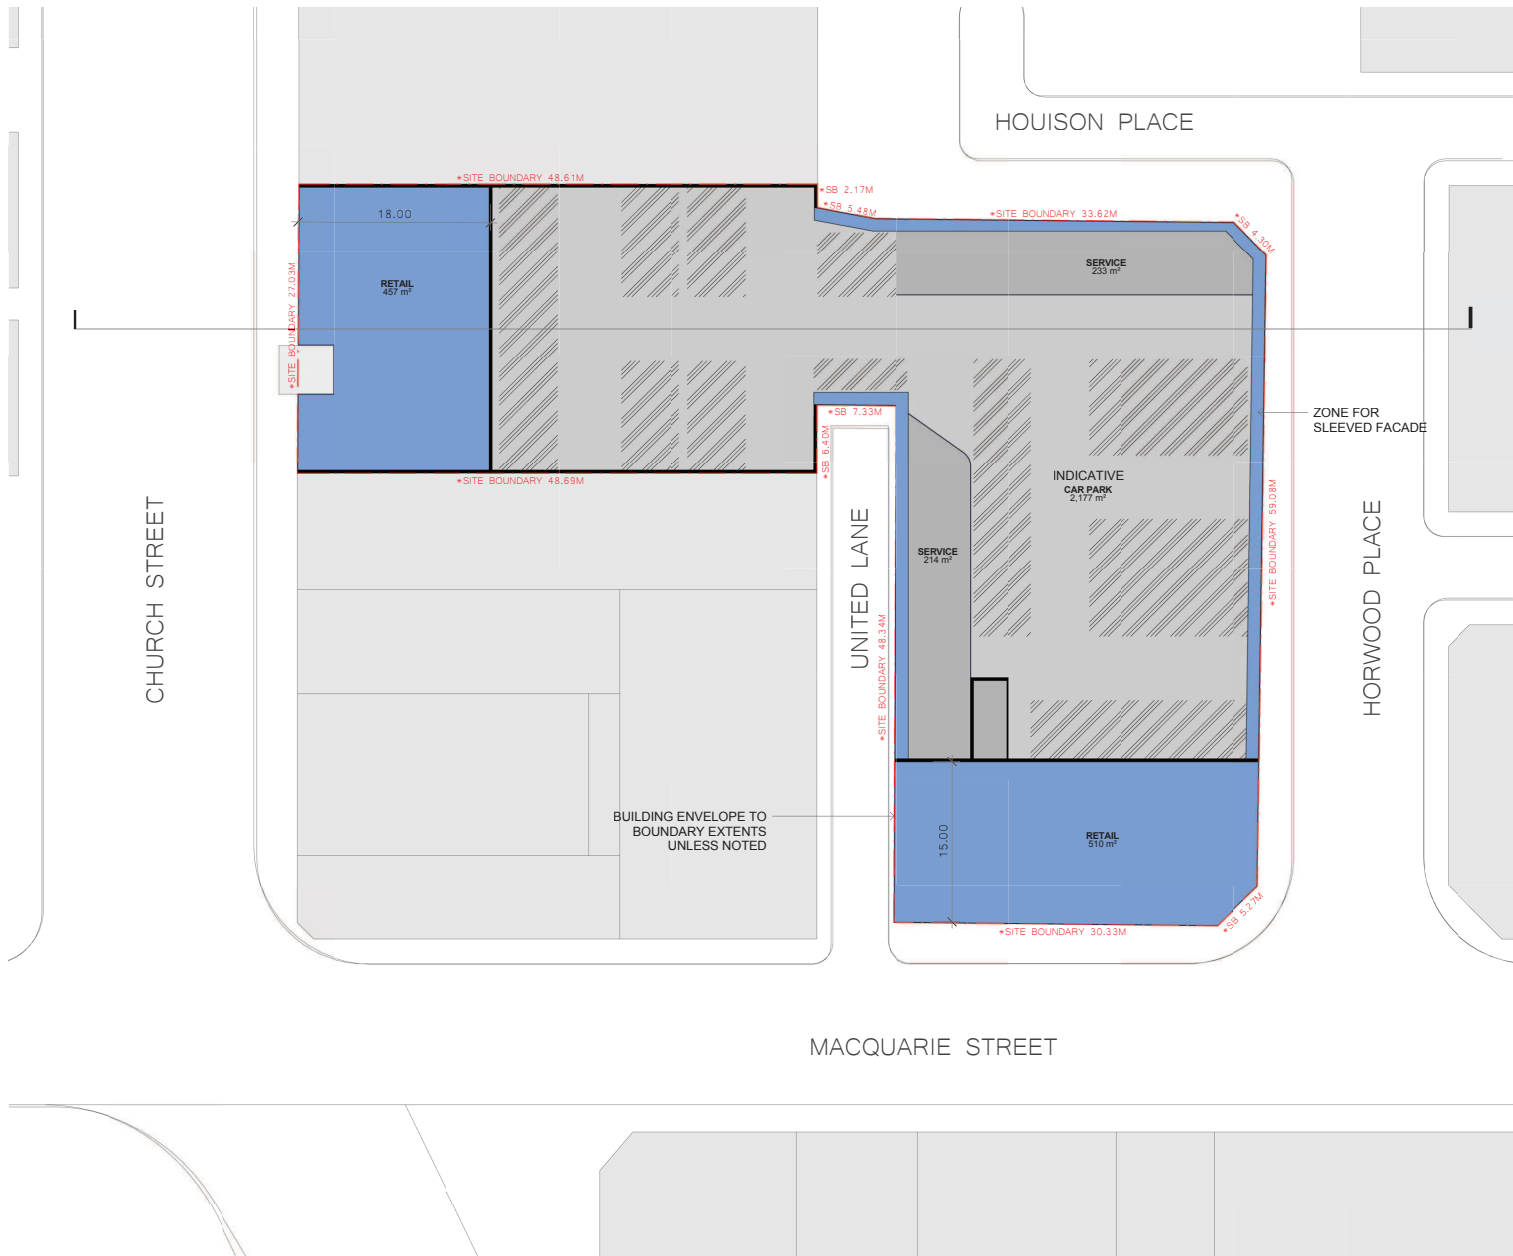 HOUISON PLACE
*SITE BOUNDARY 48.61M
*SB 2.17M
*SB 5.48M
*SITE BOUNDARY 33.62M
*SB 4.30M
18.00
RETAIL
457 m²
SERVICE
233 m²
*SITE BOUNDARY 27.03M
ZONE FOR
SLEEVED FACADE
*SB 7.33M
*SB 6.40M
*SITE BOUNDARY 48.69M
INDICATIVE
CAR PARK
2,177 m²
*SITE BOUNDARY 59.08M
CHURCH STREET
UNITED LANE
SERVICE
214 m²
HORWOOD PLACE
*SITE BOUNDARY 48.34M
BUILDING ENVELOPE TO
BOUNDARY EXTENTS
UNLESS NOTED
15.00
RETAIL
510 m²
*SB 5.27M
*SITE BOUNDARY 30.33M
MACQUARIE STREET